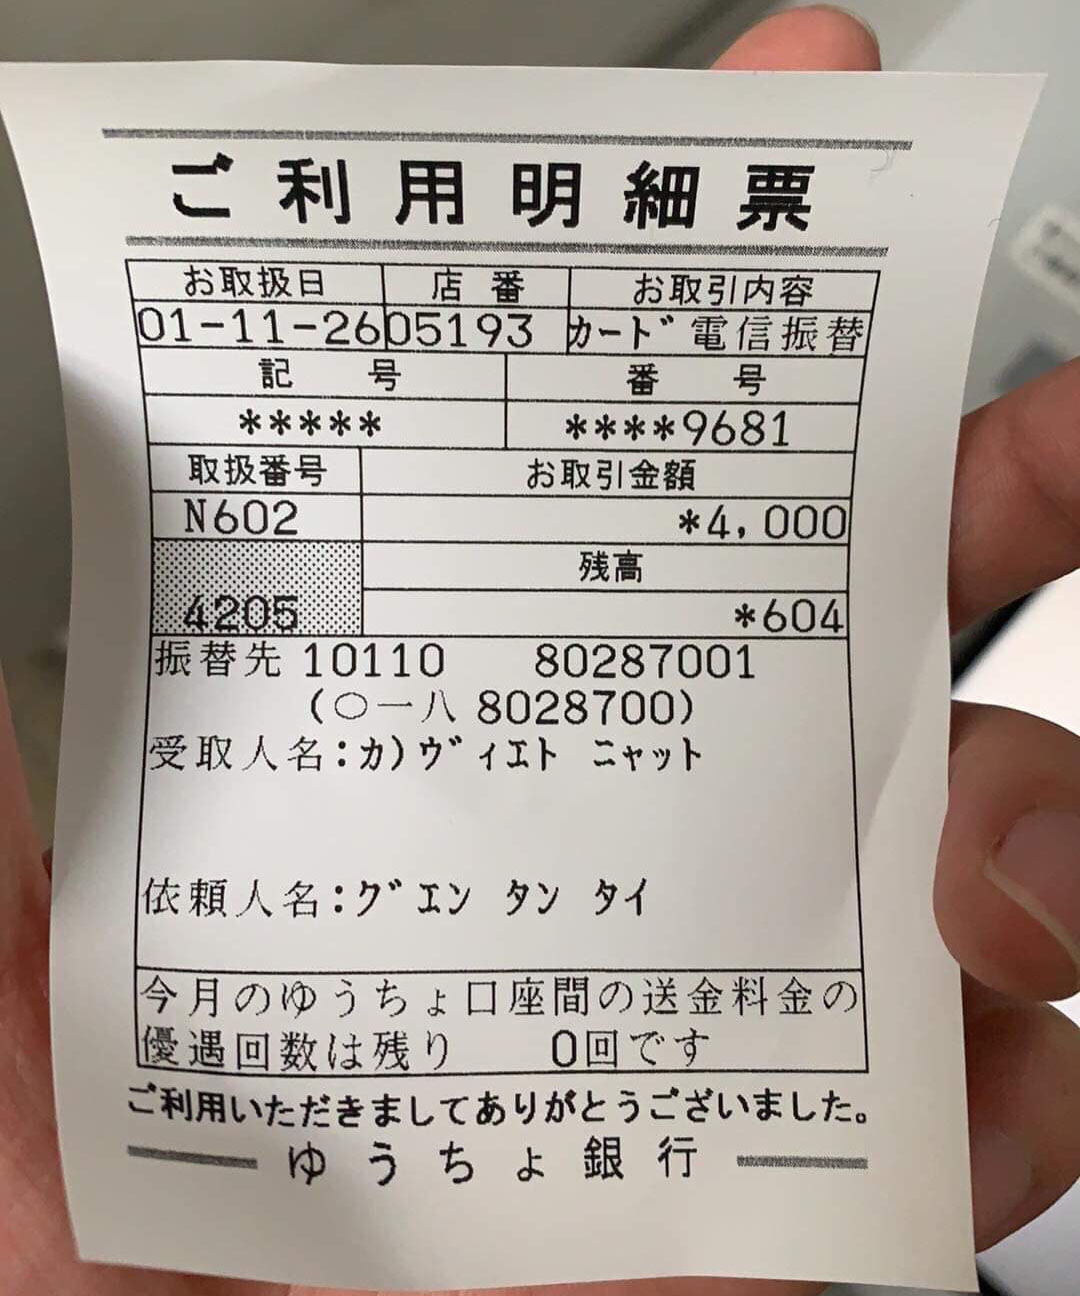 ご利用明細票
お取扱日 店番 お取引内容
01-11-26 05193 ｶｰﾄﾞ電信振替
記号 番号
***** ****9681
取扱番号 お取引金額
N602 *4,000
残高
4205 *604
振替先 10110 80287001
(〇一八 8028700)
受取人名:ｶ)ｳﾞｨｴﾄ ﾆｬｯﾄ
依頼人名:ｸﾞｴﾝ ﾀﾝ ﾀｲ
今月のゆうちょ口座間の送金料金の
優遇回数は残り 0回です
ご利用いただきましてありがとうございました。
ゆうちょ銀行